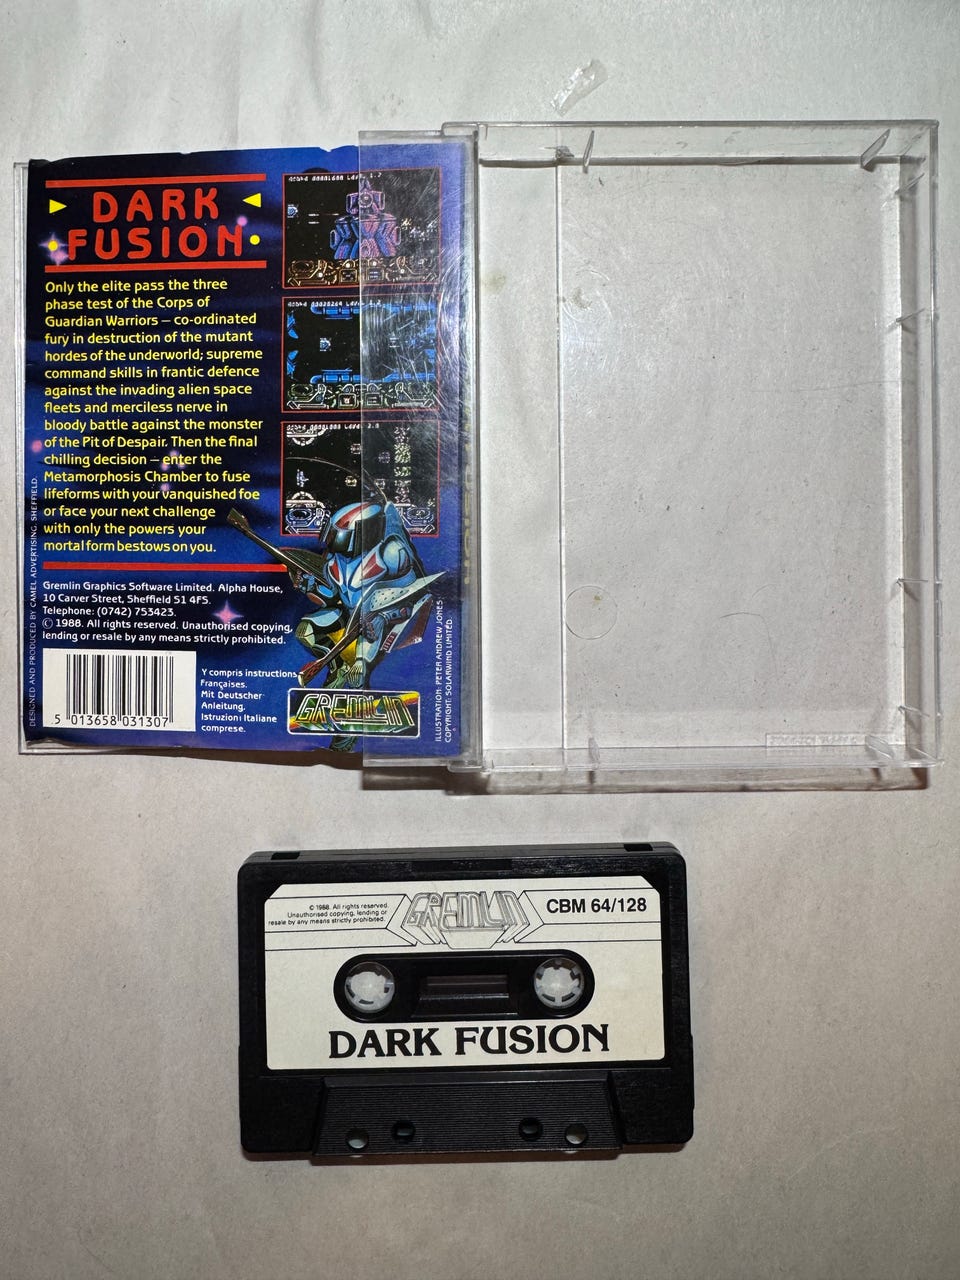 DARK
FUSION
Only the elite pass the three
phase test of the Corps of
Guardian Warriors – co-ordinated
fury in destruction of the mutant
hordes of the underworld; supreme
command skills in frantic defence
against the invading alien space
fleets and merciless nerve in
bloody battle against the monster
of the Pit of Despair. Then the final
chilling decision – enter the
Metamorphosis Chamber to fuse
lifeforms with your vanquished foe
or face your next challenge
with only the powers your
mortal form bestows on you.
Gremlin Graphics Software Limited. Alpha House,
10 Carver Street, Sheffield S1 4FS.
Telephone: (0742) 753423.
© 1988. All rights reserved. Unauthorised copying,
lending or resale by any means strictly prohibited.
5 013658 031307
Y compris instructions
Françaises.
Mit Deutscher
Anleitung.
Istruzioni Italiane
comprese.
GREMLIN
DESIGNED AND PRODUCED BY CAMEL ADVERTISING, SHEFFIELD.
ILLUSTRATION: PETER ANDREW JONES
COPYRIGHT: SOLARWIND LIMITED.
© 1988. All rights reserved.
Unauthorised copying, lending or
resale by any means strictly prohibited.
GREMLIN
CBM 64/128
DARK FUSION